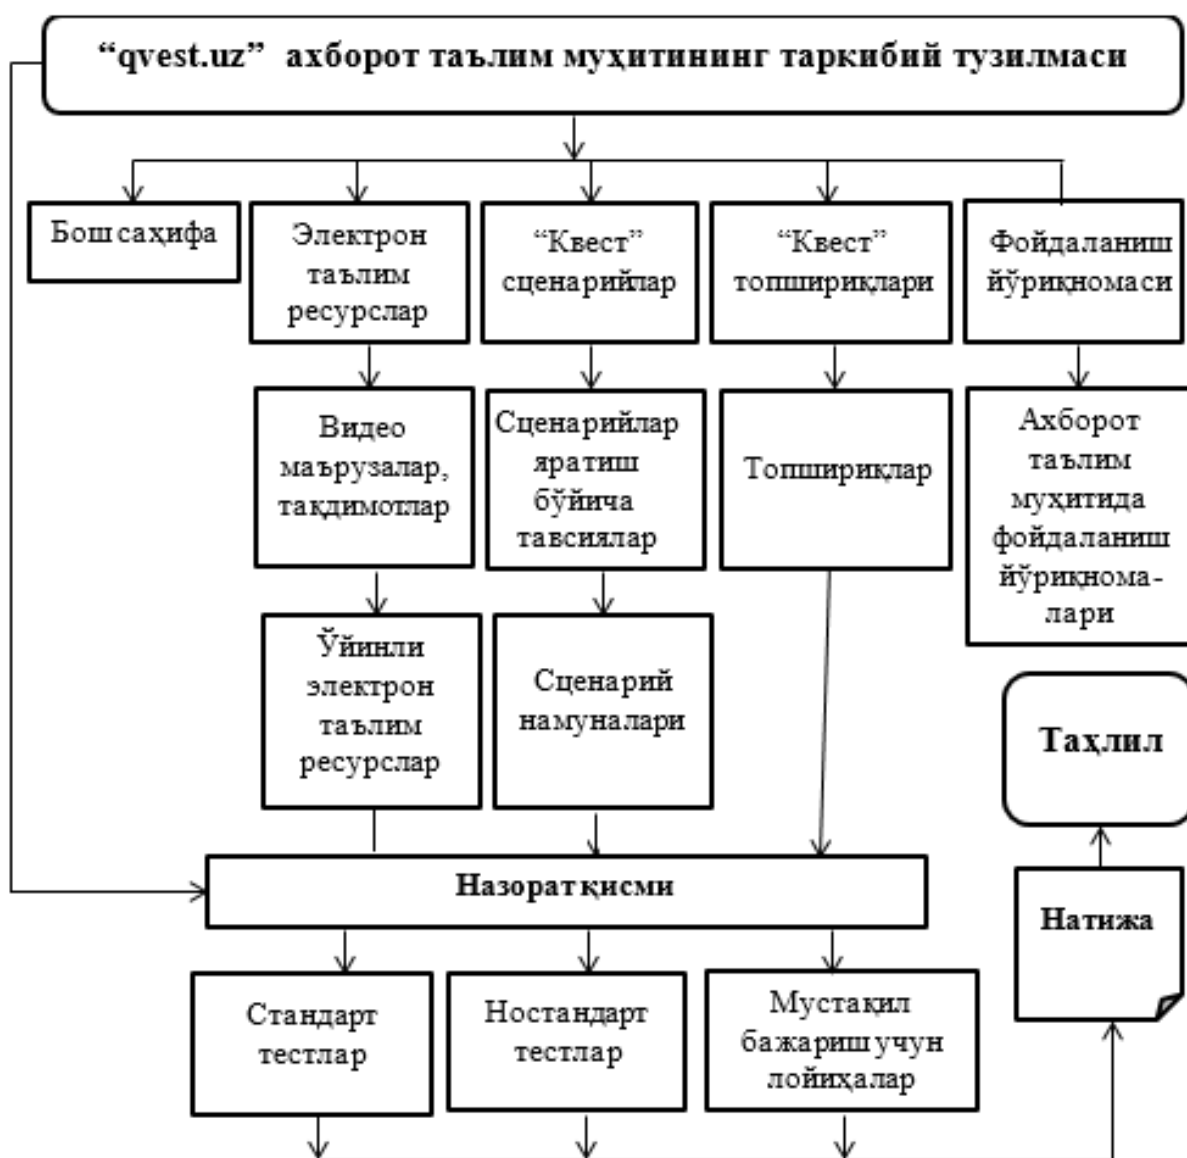 “qvest.uz” ахборот таълим муҳитининг таркибий тузилмаси
Бош саҳифа
Электрон
таълим
ресурслар
“Квест”
сценарийлар
“Квест”
топшириқлари
Фойдаланиш
йўриқномаси
Видео
маърузалар,
тақдимотлар
Сценарийлар
яратиш
бўйича
тавсиялар
Топшириқлар
Ахборот
таълим
муҳитида
фойдаланиш
йўриқнома-
лари
Ўйинли
электрон
таълим
ресурслар
Сценарий
намуналари
Таҳлил
Назорат қисми
Натижа
Стандарт
тестлар
Ностандарт
тестлар
Мустақил
бажариш учун
лойиҳалар